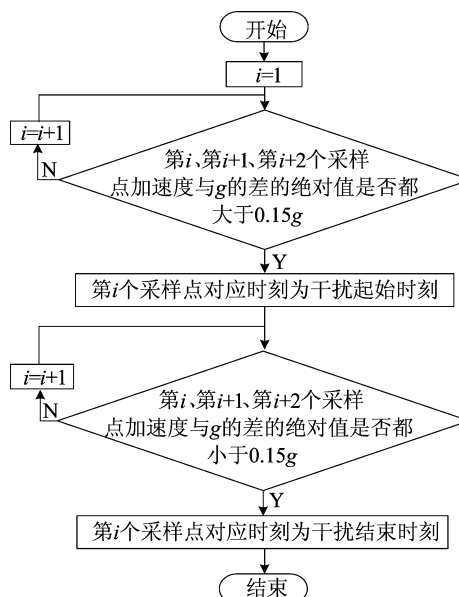 开始
i=1
i=i+1
第i、第i+1、第i+2个采样
点加速度与g的差的绝对值是否都
大于0.15g
N
Y
第i个采样点对应时刻为干扰起始时刻
i=i+1
第i、第i+1、第i+2个采样
点加速度与g的差的绝对值是否都
小于0.15g
N
Y
第i个采样点对应时刻为干扰结束时刻
结束